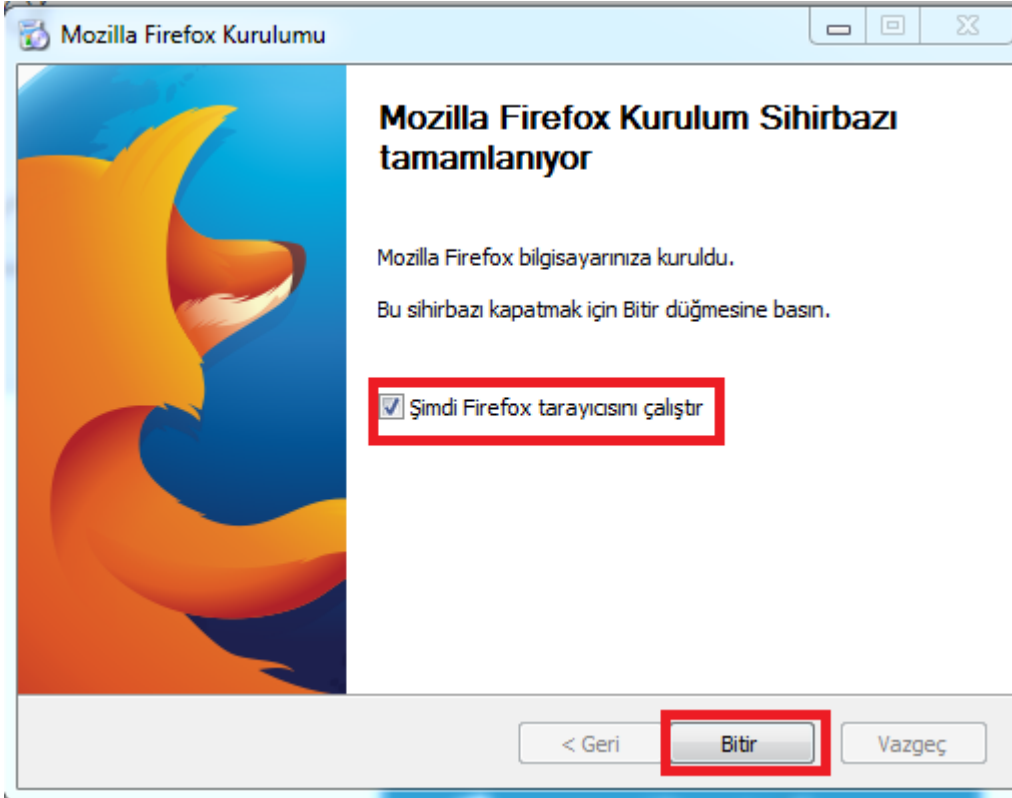 Mozilla Firefox Kurulumu
Mozilla Firefox Kurulum Sihirbazı
tamamlanıyor
Mozilla Firefox bilgisayarınıza kuruldu.
Bu sihirbazı kapatmak için Bitir düğmesine basın.
Şimdi Firefox tarayıcısını çalıştır
< Geri
Bitir
Vazgeç